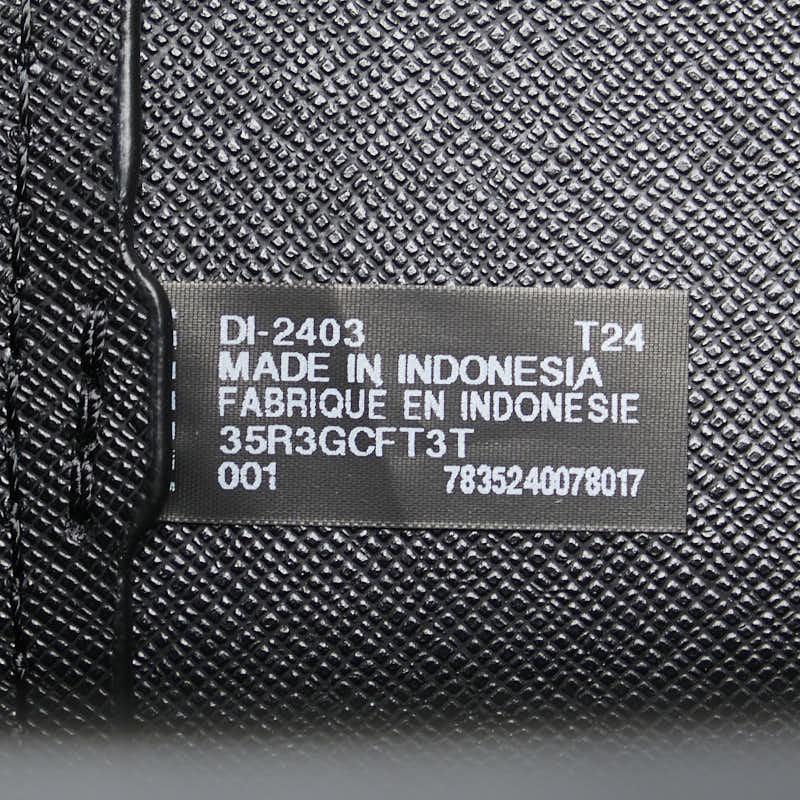 DI-2403 T24
MADE IN INDONESIA
FABRIQUÉ EN INDONÉSIE
35R3GCFT3T
001 7835240078017